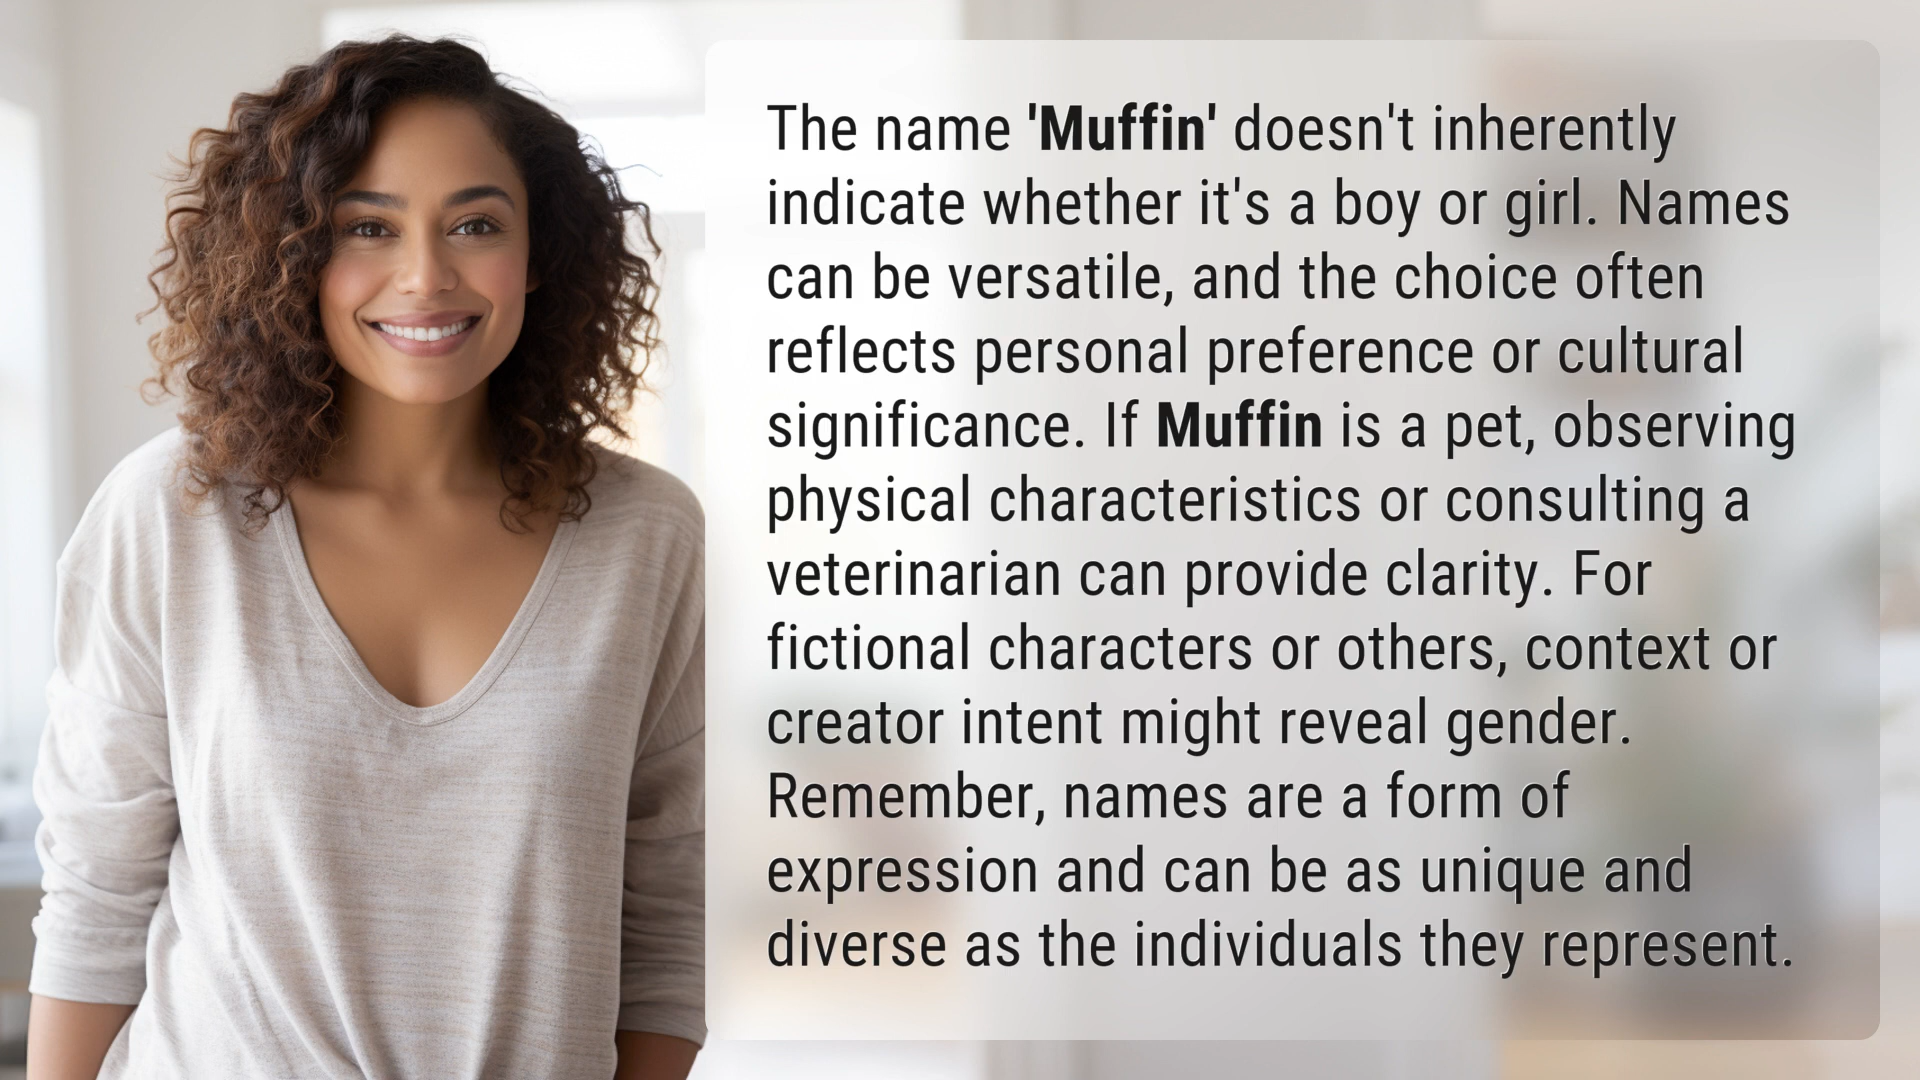 The name 'Muffin' doesn't inherently
indicate whether it's a boy or girl. Names
can be versatile, and the choice often
reflects personal preference or cultural
significance. If Muffin is a pet, observing
physical characteristics or consulting a
veterinarian can provide clarity. For
fictional characters or others, context or
creator intent might reveal gender.
Remember, names are a form of
expression and can be as unique and
diverse as the individuals they represent.